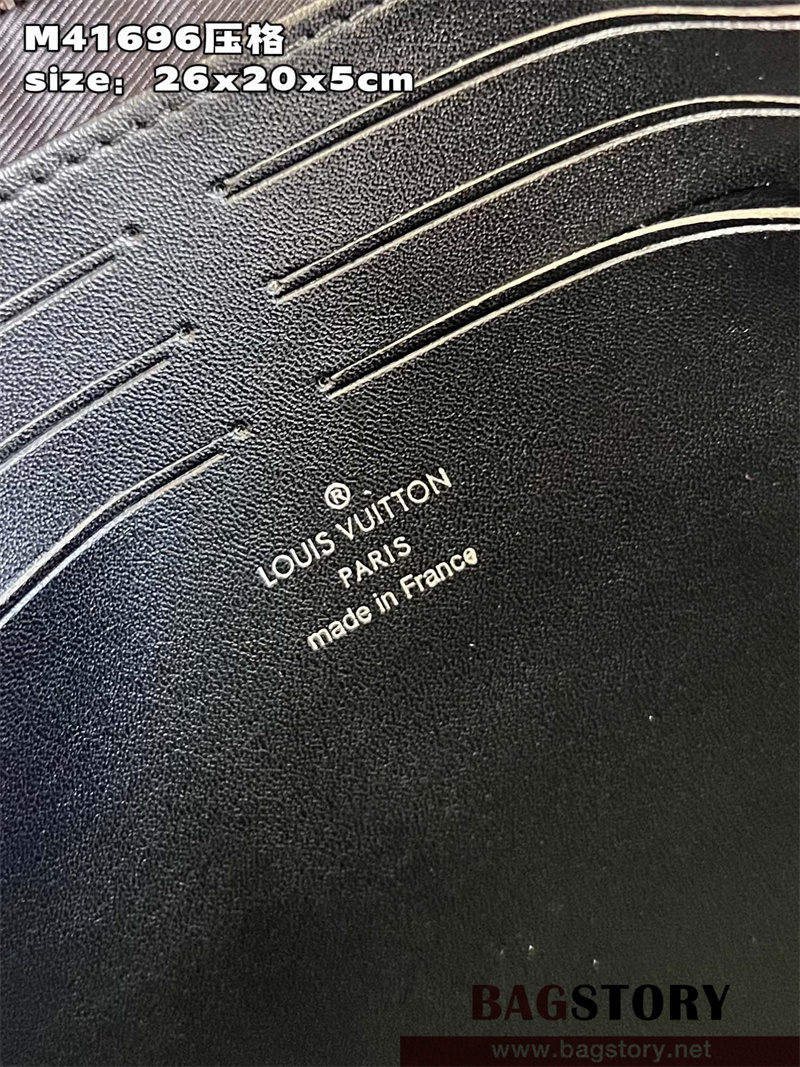 M41696压格
size：26x20x5cm
®
LOUIS VUITTON
PARIS
made in France
BAGSTORY
www.bagstory.net